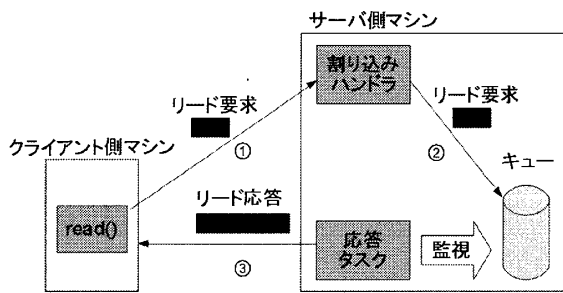 サーバ側マシン
割り込み
ハンドラ
リード要求
リード要求
①
②
クライアント側マシン
キュー
リード応答
read()
応答
タスク
監視
③